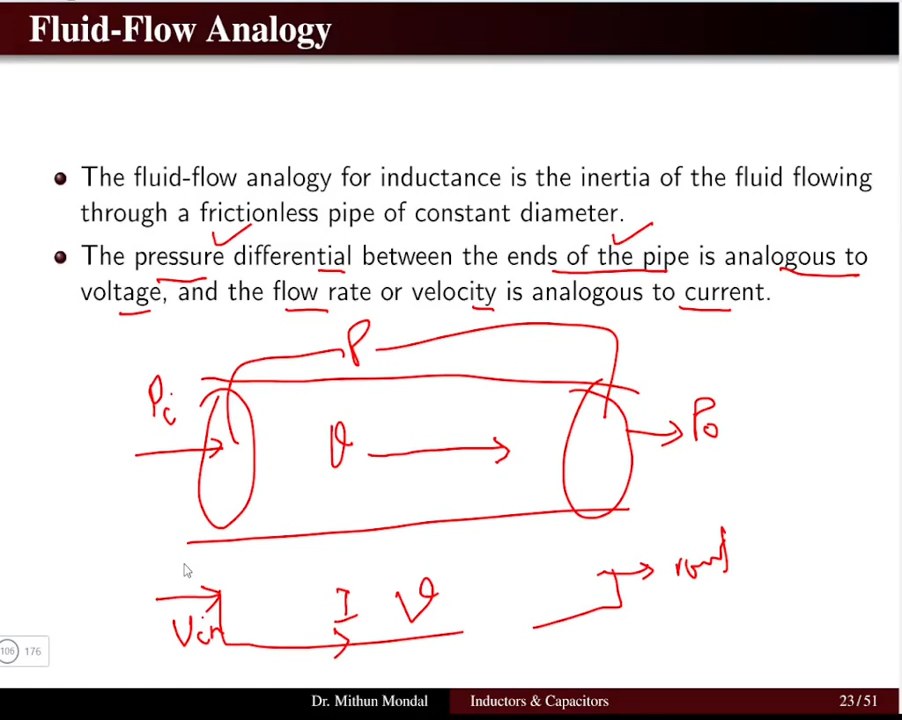 Fluid-Flow Analogy
The fluid-flow analogy for inductance is the inertia of the fluid flowing
through a frictionless pipe of constant diameter.
The pressure differential between the ends of the pipe is analogous to
voltage, and the flow rate or velocity is analogous to current.
P
Pi
Po
I
Vin
106 176
Dr. Mithun Mondal Inductors & Capacitors 23/51